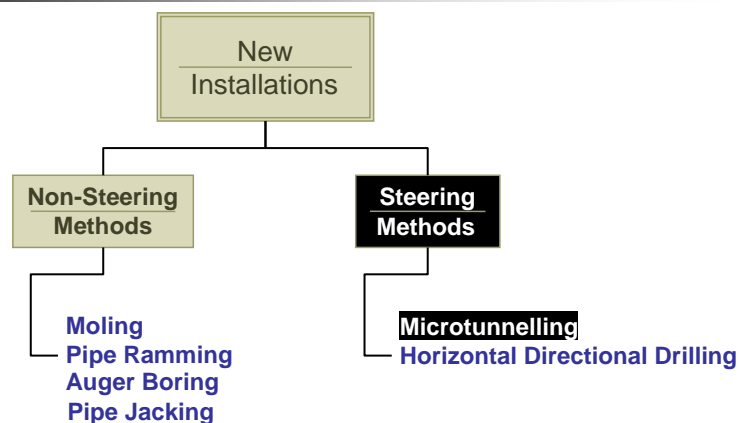 New
Installations
Non-Steering
Methods
Steering
Methods
Moling
Pipe Ramming
Auger Boring
Pipe Jacking
Microtunnelling
Horizontal Directional Drilling